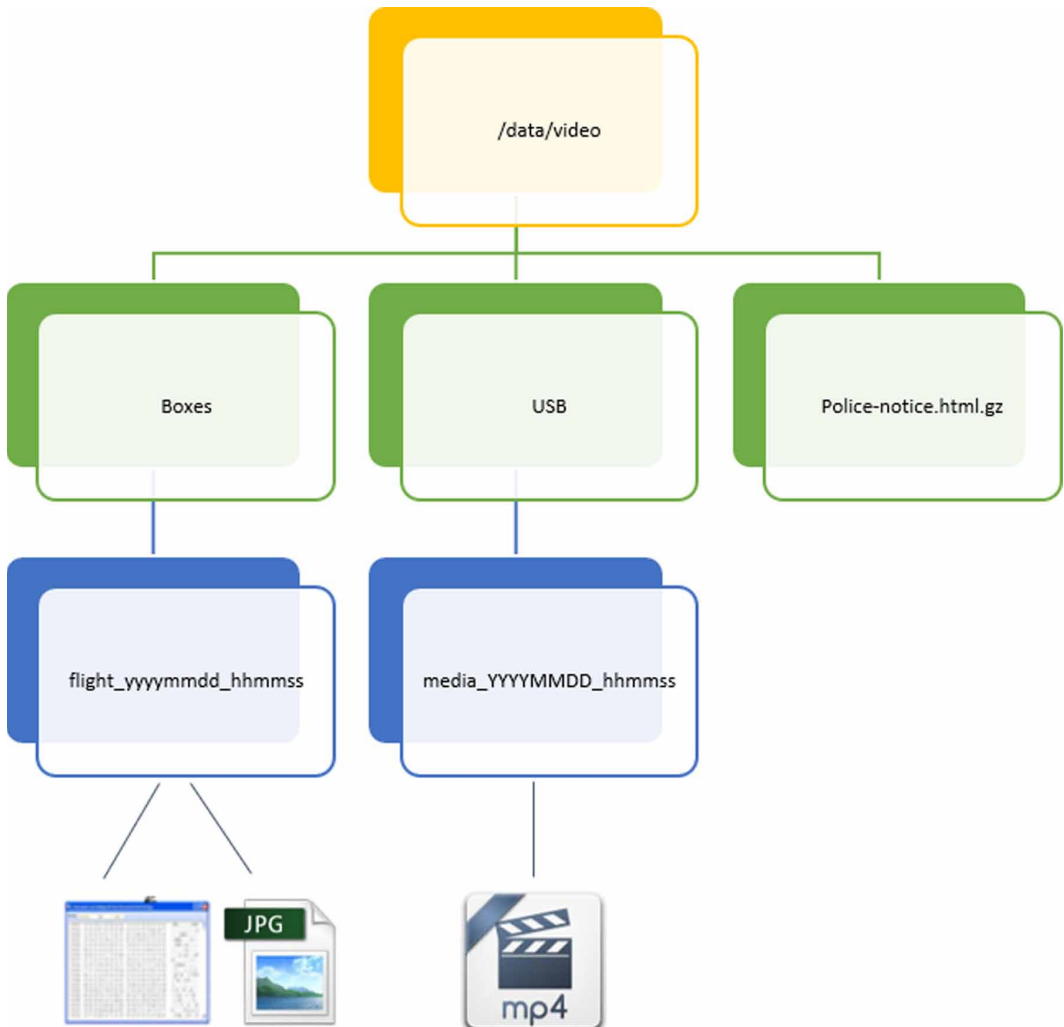 /data/video
Boxes
USB
Police-notice.html.gz
flight_yyyymmdd_hhmmss
media_YYYYMMDD_hhmmss
JPG
mp4